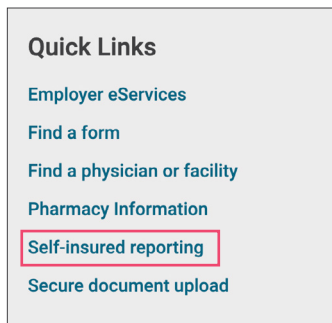 Quick Links
Employer eServices
Find a form
Find a physician or facility
Pharmacy Information
Self-insured reporting
Secure document upload